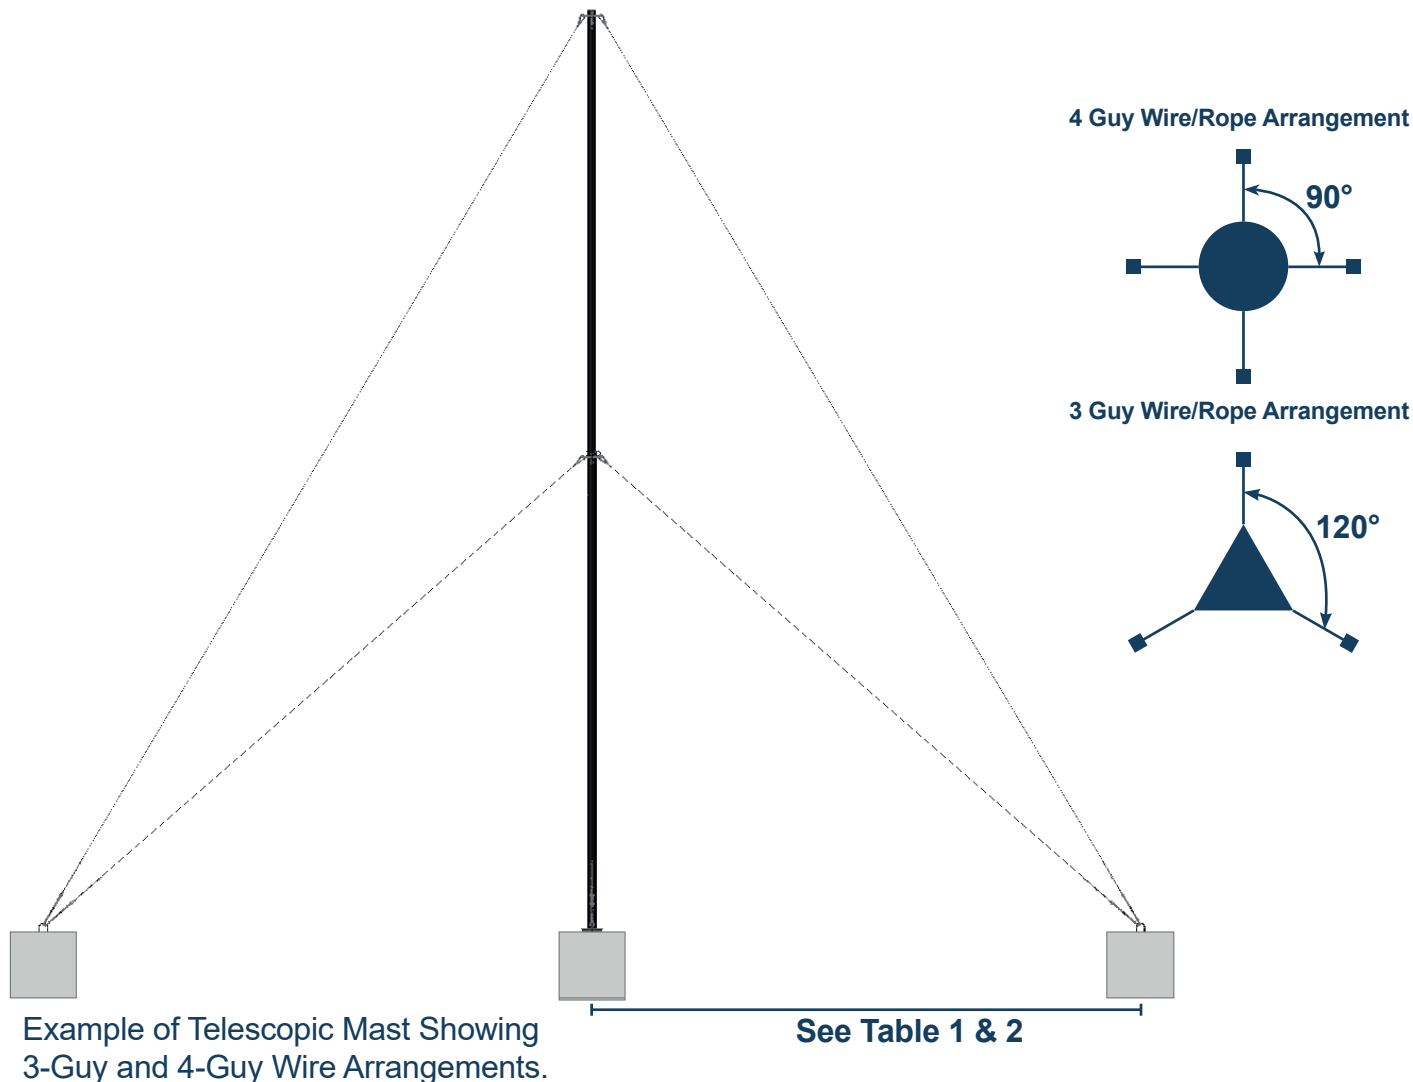 4 Guy Wire/Rope Arrangement
90°
3 Guy Wire/Rope Arrangement
120°
See Table 1 & 2
Example of Telescopic Mast Showing
3-Guy and 4-Guy Wire Arrangements.